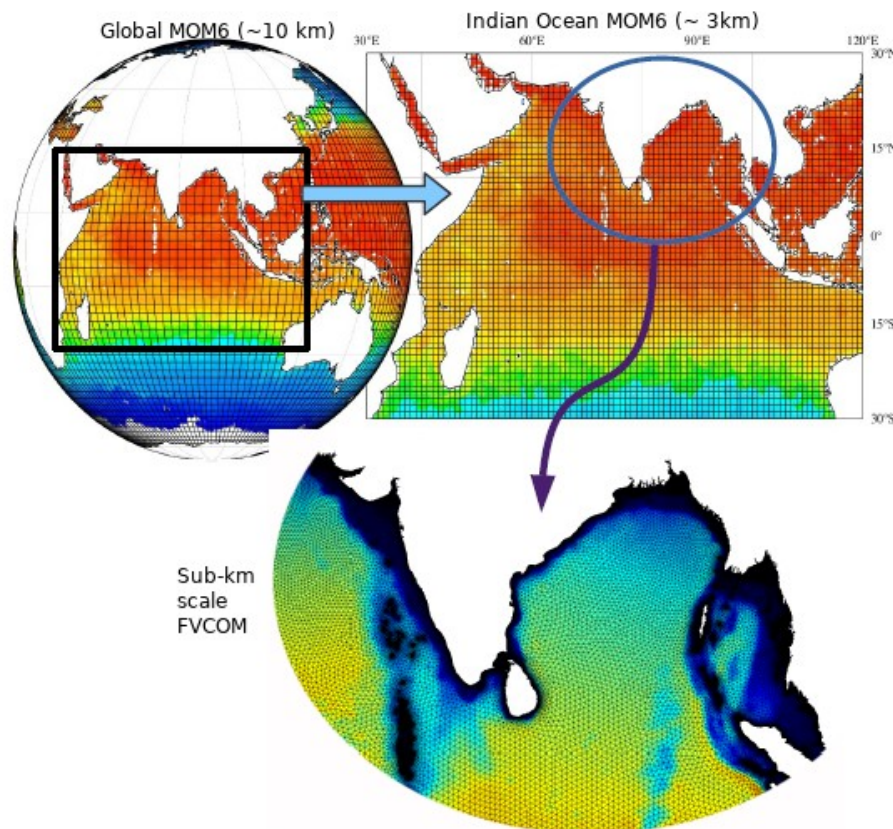 Global MOM6 (~10 km)
Indian Ocean MOM6 (~ 3km)
30°E
60°E
90°E
120°E
30°N
15°N
0°
15°S
30°S
Sub-km
scale
FVCOM